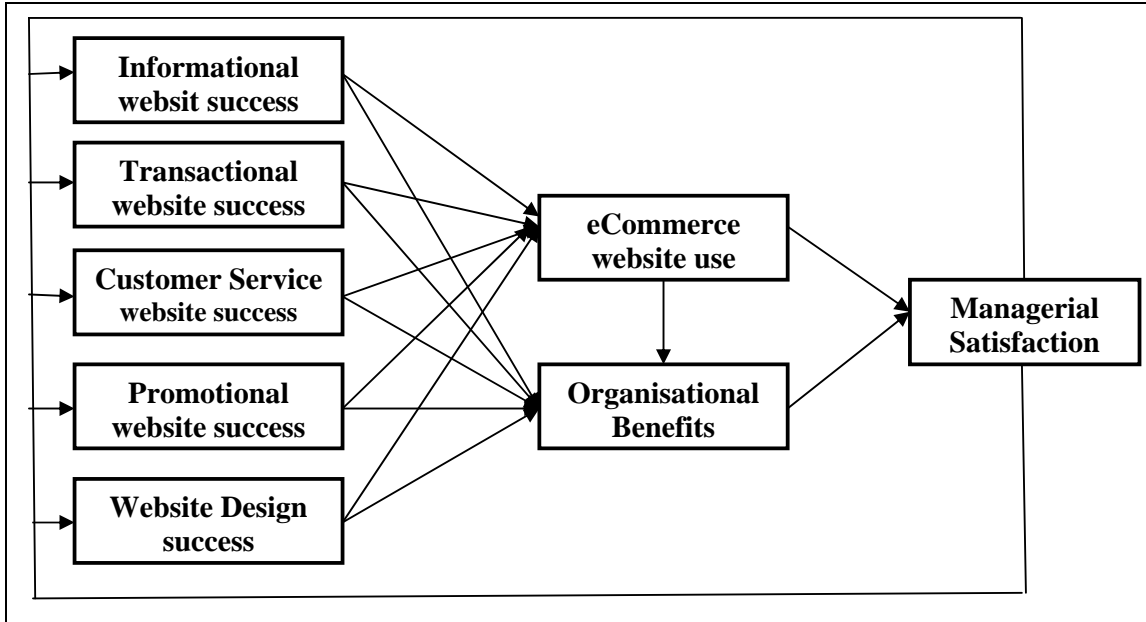 Informational
websit success
Transactional
website success
Customer Service
website success
Promotional
website success
Website Design
success
eCommerce
website use
Organisational
Benefits
Managerial
Satisfaction